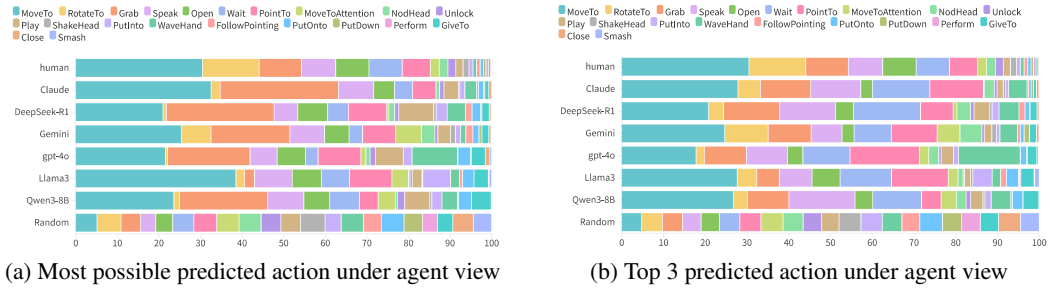 MoveTo RotateTo Grab Speak Open Wait PointTo MoveToAttention NodHead Unlock
Play ShakeHead PutInto WaveHand FollowPointing PutOnto PutDown Perform GiveTo
Close Smash
human
Claude
DeepSeek-R1
Gemini
gpt-4o
Llama3
Qwen3-8B
Random
0 10 20 30 40 50 60 70 80 90 100
(a) Most possible predicted action under agent view
MoveTo RotateTo Grab Speak Open Wait PointTo MoveToAttention NodHead Unlock
Play ShakeHead PutInto WaveHand FollowPointing PutOnto PutDown Perform GiveTo
Close Smash
human
Claude
DeepSeek-R1
Gemini
gpt-4o
Llama3
Qwen3-8B
Random
0 10 20 30 40 50 60 70 80 90 100
(b) Top 3 predicted action under agent view